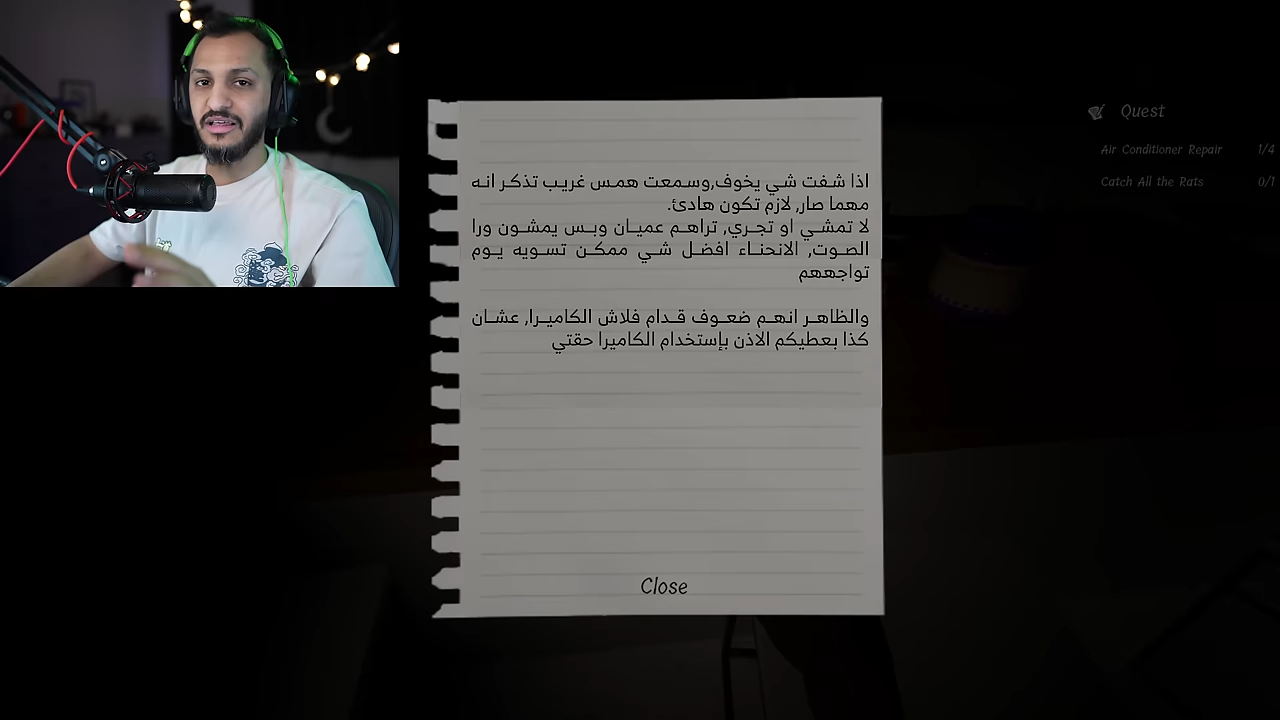 اذا شفت شي يخوف,وسمعت همس غريب تذكر انه
مهما صار, لازم تكون هادئ.
لا تمشي او تجري, تراهم عميان وبس يمشون ورا
الصوت, الانحناء افضل شي ممكن تسويه يوم
تواجههم
والظاهر انهم ضعوف قدام فلاش الكاميرا, عشان
كذا بعطيكم الاذن بإستخدام الكاميرا حقتي
Close
Quest
Air Conditioner Repair 1/4
Catch All the Rats 0/1